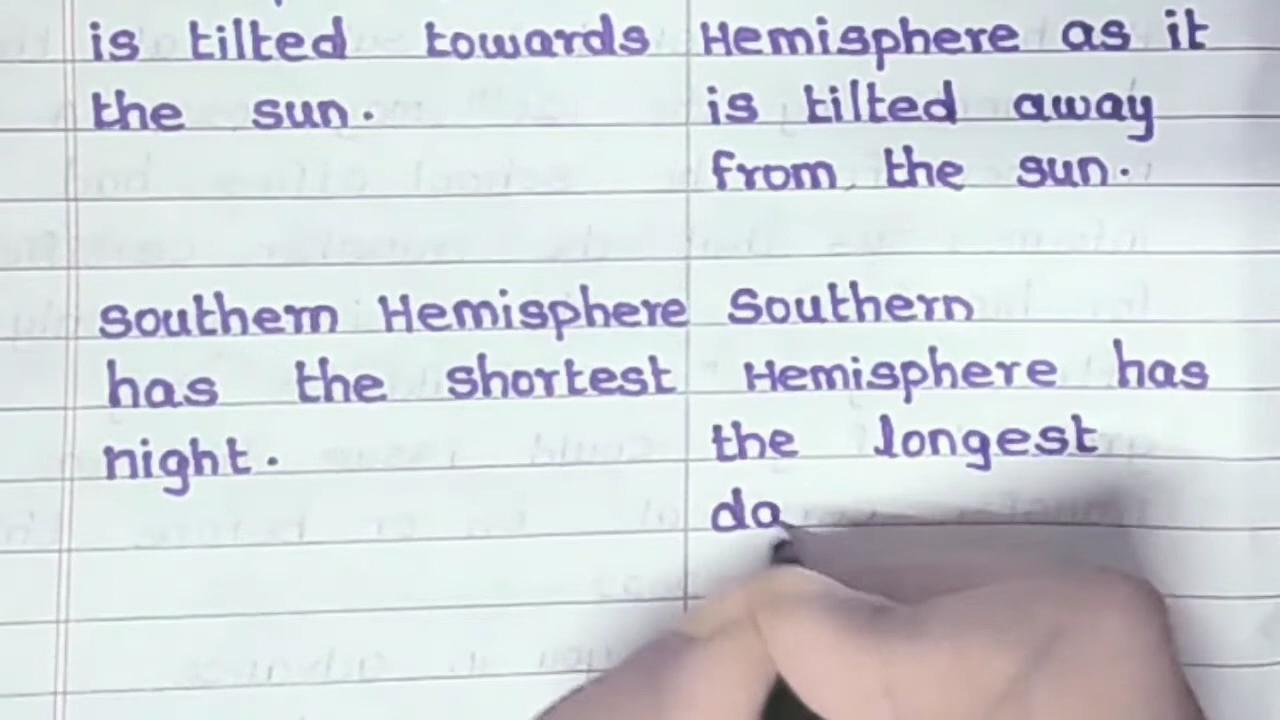 is tilted towards
the sun.
Southern Hemisphere
has the shortest
night.
Hemisphere as it
is tilted away
from the sun.
Southern
Hemisphere has
the longest
da